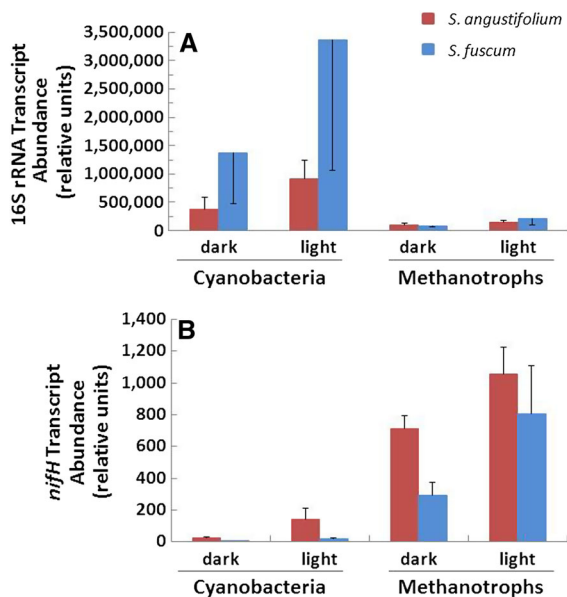 A
S. angustifolium
S. fuscum
16S rRNA Transcript
Abundance
(relative units)
3,500,000
3,000,000
2,500,000
2,000,000
1,500,000
1,000,000
500,000
0
dark light dark light
Cyanobacteria Methanotrophs
B
nifH Transcript
Abundance
(relative units)
1,400
1,200
1,000
800
600
400
200
0
dark light dark light
Cyanobacteria Methanotrophs